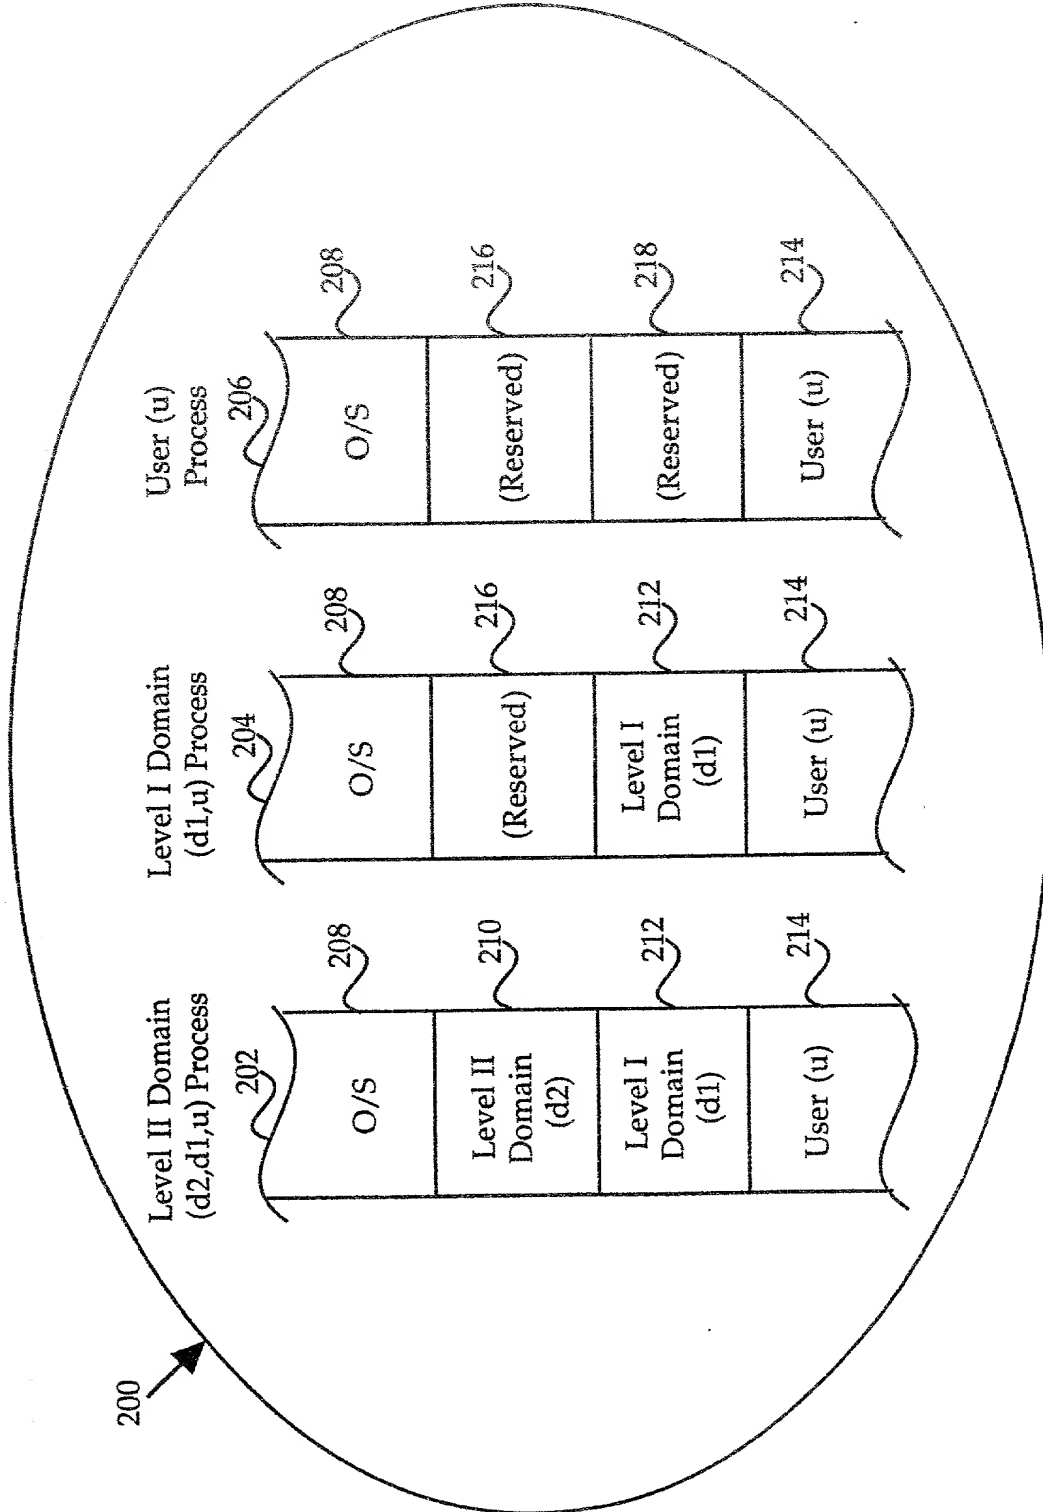 200
Level II Domain
(d2,d1,u) Process
202
O/S
208
Level II
Domain
(d2)
210
Level I
Domain
(d1)
212
User (u)
214
Level I Domain
(d1,u) Process
204
O/S
208
(Reserved)
216
Level I
Domain
(d1)
212
User (u)
214
User (u)
Process
206
O/S
208
(Reserved)
216
(Reserved)
218
User (u)
214